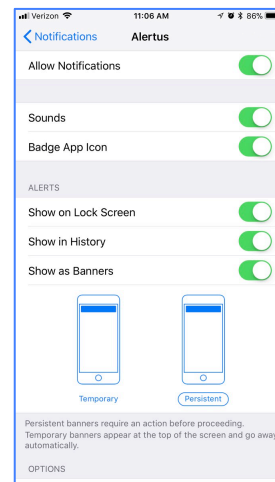 Verizon 11:06 AM 86%
Notifications Alertus
Allow Notifications
Sounds
Badge App Icon
ALERTS
Show on Lock Screen
Show in History
Show as Banners
Temporary Persistent
Persistent banners require an action before proceeding.
Temporary banners appear at the top of the screen and go away
automatically.
OPTIONS